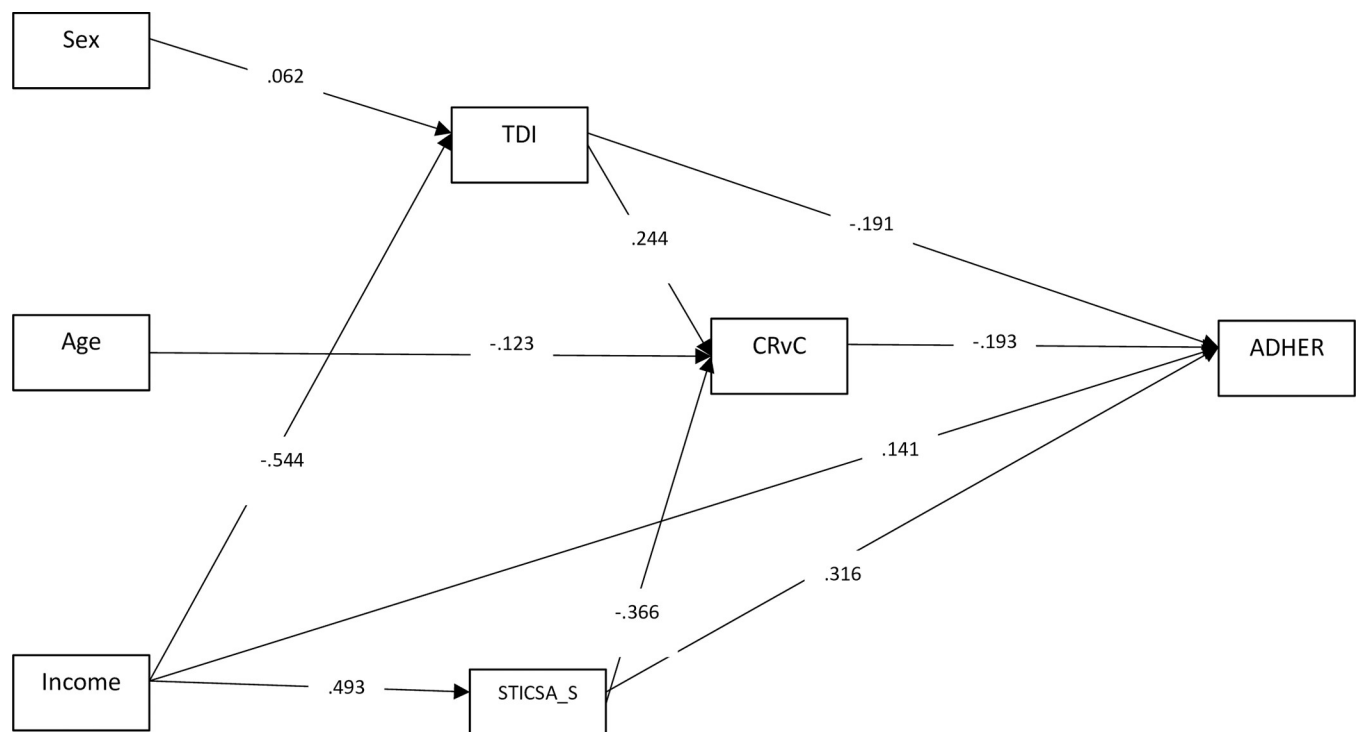 Sex
.062
TDI
-.191
.244
Age
-.123
CRvC
-.193
ADHER
-.544
.141
.316
-.366
Income
.493
STICSA_S